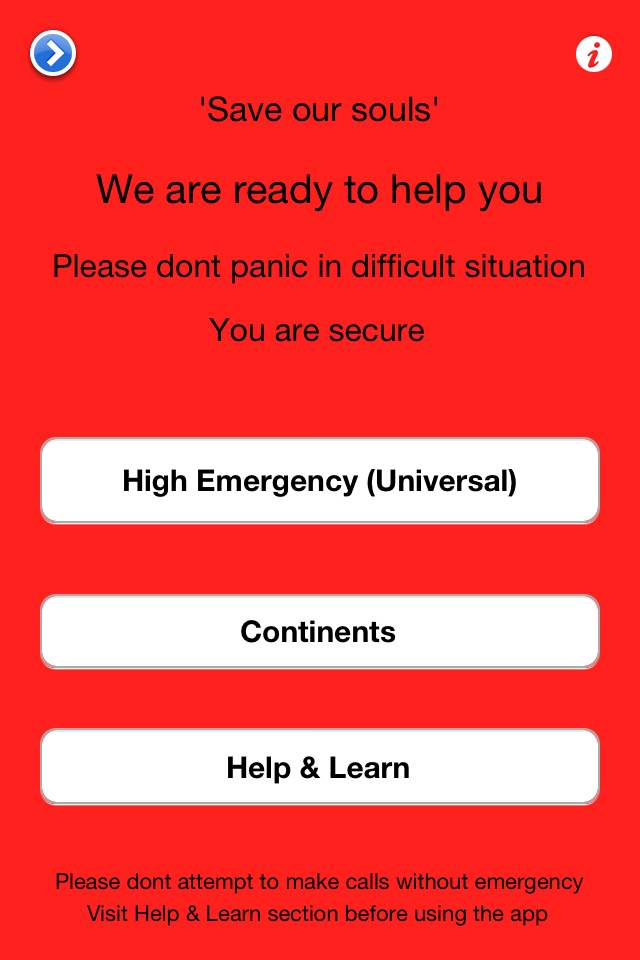 'Save our souls'
We are ready to help you
Please dont panic in difficult situation
You are secure
High Emergency (Universal)
Continents
Help & Learn
Please dont attempt to make calls without emergency
Visit Help & Learn section before using the app